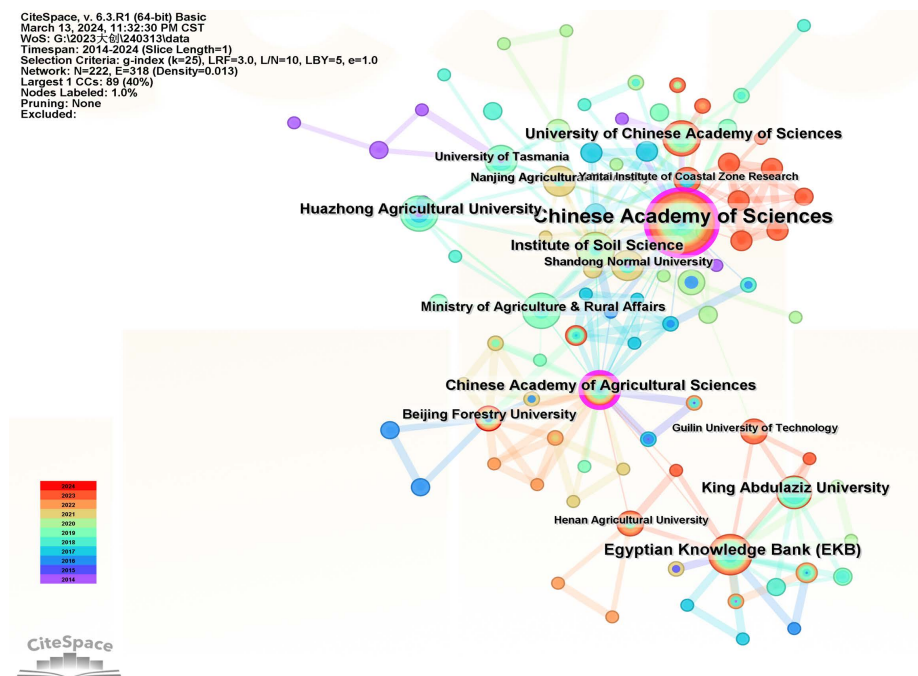 CiteSpace, v. 6.3.R1 (64-bit) Basic
March 13, 2024, 11:32:30 PM CST
WoS: G:\2023大创\240313\data
Timespan: 2014-2024 (Slice Length=1)
Selection Criteria: g-index (k=25), LRF=3.0, L/N=10, LBY=5, e=1.0
Network: N=222, E=318 (Density=0.013)
Largest 1 CCs: 89 (40%)
Nodes Labeled: 1.0%
Pruning: None
Excluded:
University of Chinese Academy of Sciences
University of Tasmania
Nanjing Agricultural
Yantai Institute of Coastal Zone Research
Huazhong Agricultural University
Chinese Academy of Sciences
Institute of Soil Science
Shandong Normal University
Ministry of Agriculture & Rural Affairs
Chinese Academy of Agricultural Sciences
Beijing Forestry University
Guilin University of Technology
King Abdulaziz University
Henan Agricultural University
Egyptian Knowledge Bank (EKB)
2024
2023
2022
2021
2020
2019
2018
2017
2016
2015
2014
CiteSpace